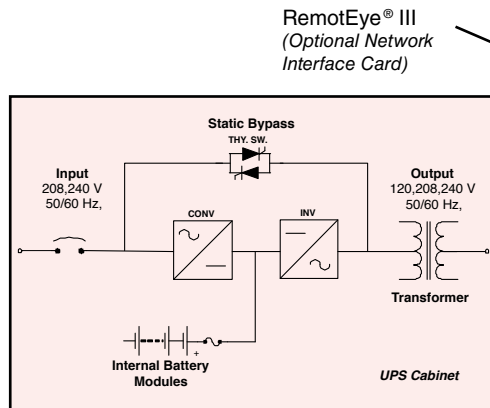 RemotEye® III
(Optional Network
Interface Card)
Static Bypass
THY. SW.
Input
208,240 V
50/60 Hz,
Output
120,208,240 V
50/60 Hz,
CONV
INV
Transformer
+
Internal Battery
Modules
UPS Cabinet